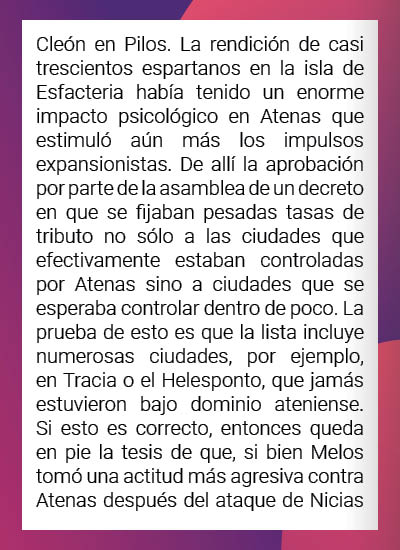 Cleón en Pilos. La rendición de casi
trescientos espartanos en la isla de
Esfacteria había tenido un enorme
impacto psicológico en Atenas que
estimuló aún más los impulsos
expansionistas. De allí la aprobación
por parte de la asamblea de un decreto
en que se fijaban pesadas tasas de
tributo no sólo a las ciudades que
efectivamente estaban controladas
por Atenas sino a ciudades que se
esperaba controlar dentro de poco. La
prueba de esto es que la lista incluye
numerosas ciudades, por ejemplo,
en Tracia o el Helesponto, que jamás
estuvieron bajo dominio ateniense.
Si esto es correcto, entonces queda
en pie la tesis de que, si bien Melos
tomó una actitud más agresiva contra
Atenas después del ataque de Nicias